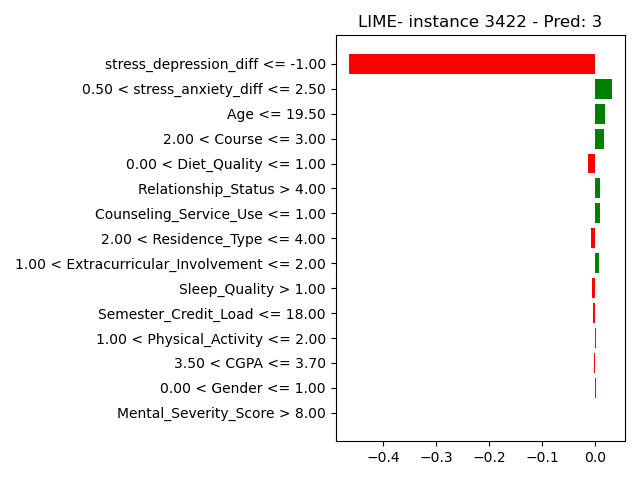 LIME- instance 3422 - Pred: 3
stress_depression_diff <= -1.00
0.50 < stress_anxiety_diff <= 2.50
Age <= 19.50
2.00 < Course <= 3.00
0.00 < Diet_Quality <= 1.00
Relationship_Status > 4.00
Counseling_Service_Use <= 1.00
2.00 < Residence_Type <= 4.00
1.00 < Extracurricular_Involvement <= 2.00
Sleep_Quality > 1.00
Semester_Credit_Load <= 18.00
1.00 < Physical_Activity <= 2.00
3.50 < CGPA <= 3.70
0.00 < Gender <= 1.00
Mental_Severity_Score > 8.00
−0.4 −0.3 −0.2 −0.1 0.0